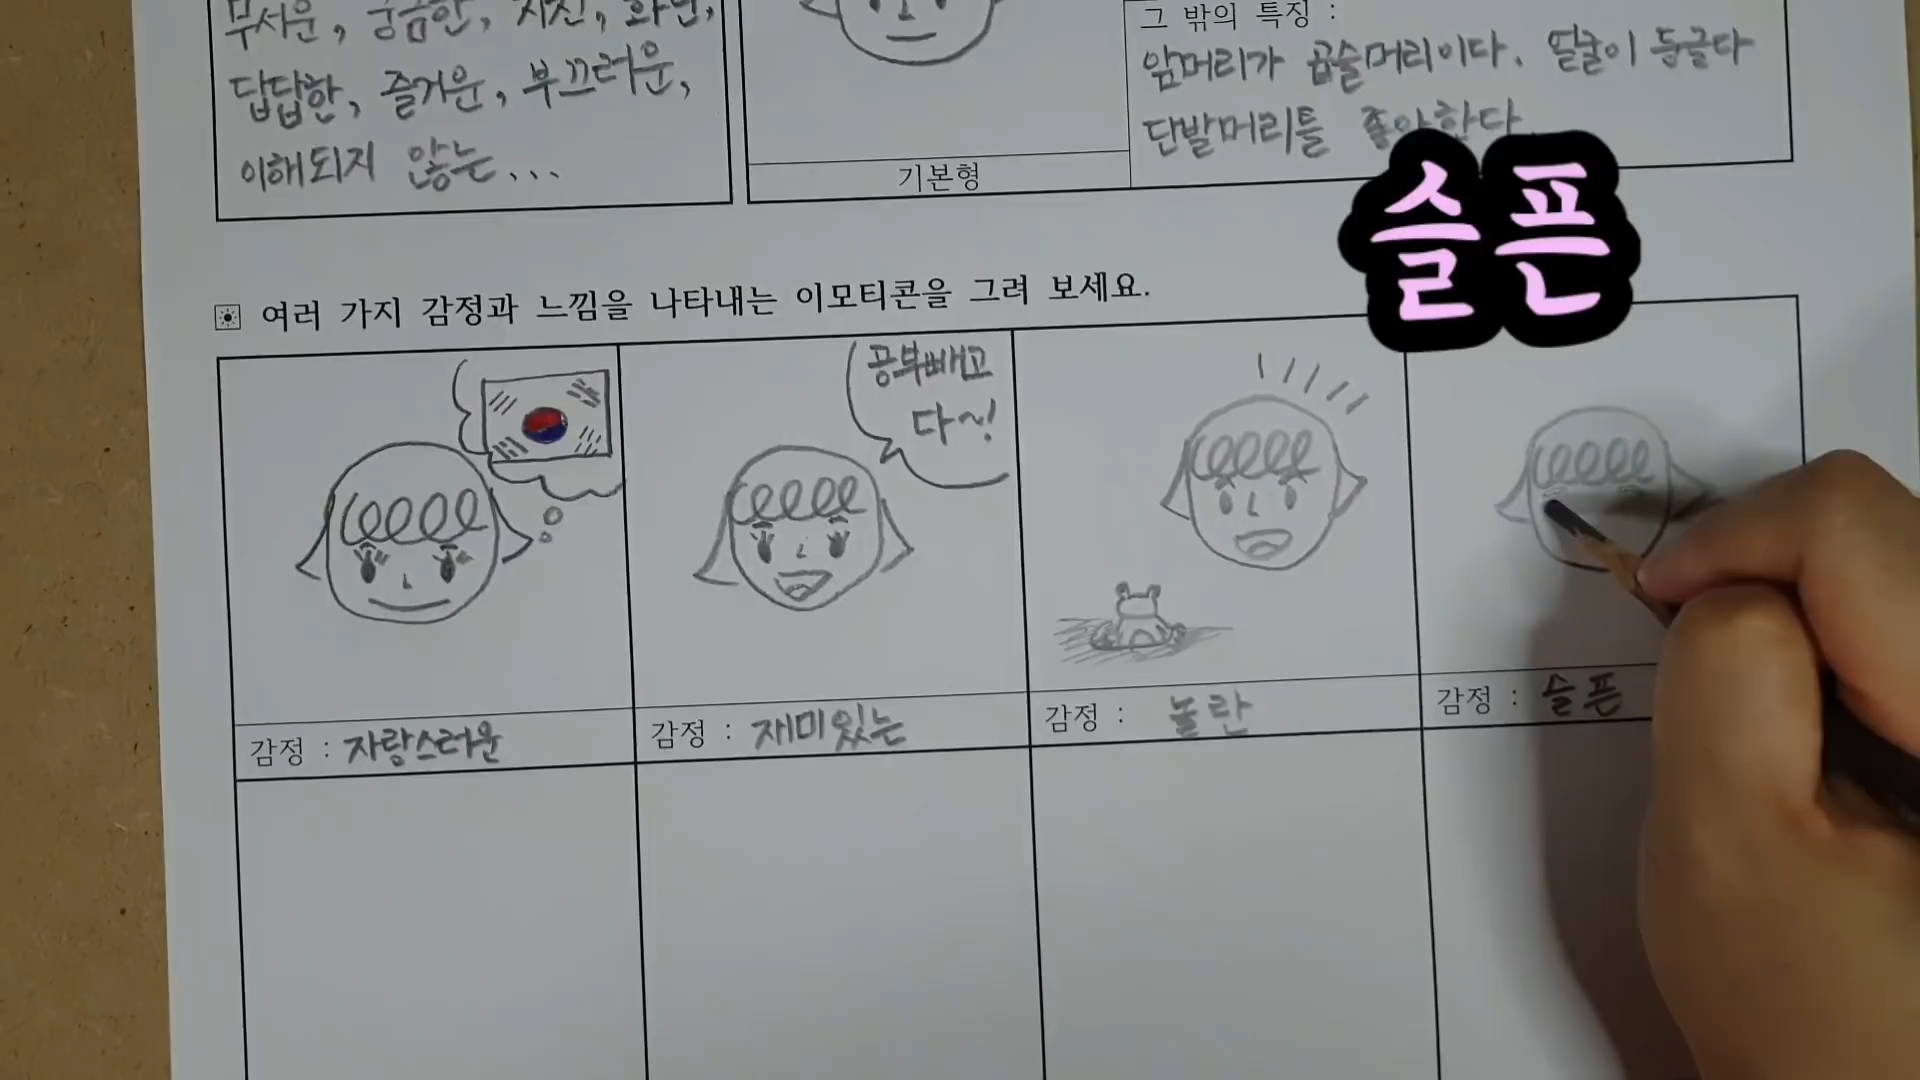 무서운, 궁금한, 지친, 화난,
답답한, 즐거운, 부끄러운,
이해되지 않는...
기본형
그 밖의 특징 :
앞머리가 곱슬머리이다. 얼굴이 둥글다
단발머리를 좋아한다.
슬픈
여러 가지 감정과 느낌을 나타내는 이모티콘을 그려 보세요.
공부빼고
다~!
감정 : 자랑스러운
감정 : 재미있는
감정 : 놀란
감정 : 슬픈